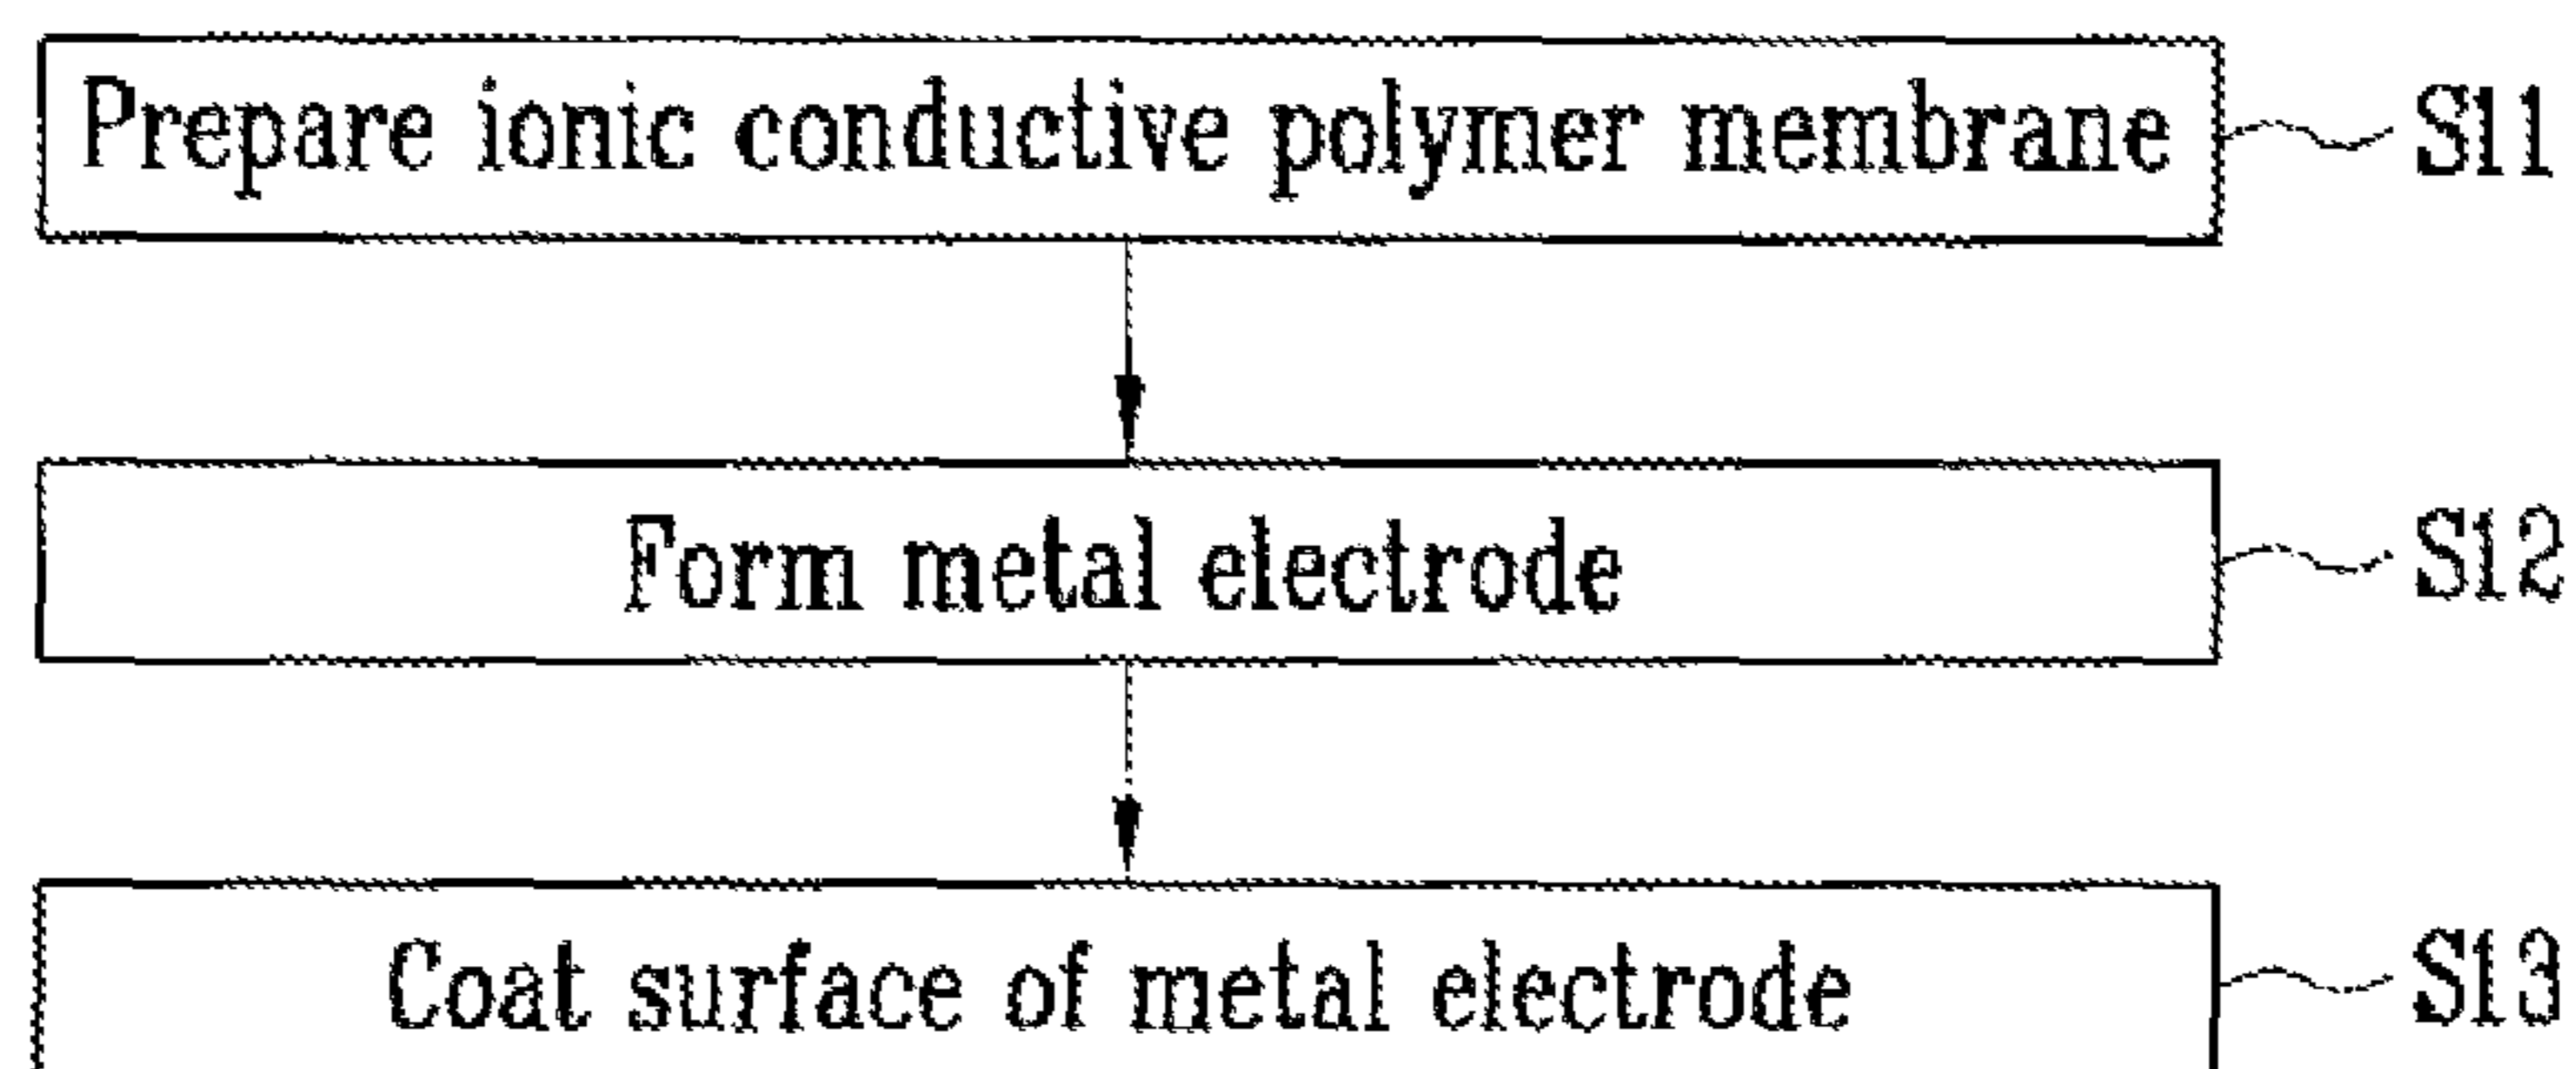 Prepare ionic conductive polymer membrane S11
Form metal electrode S12
Coat surface of metal electrode S13